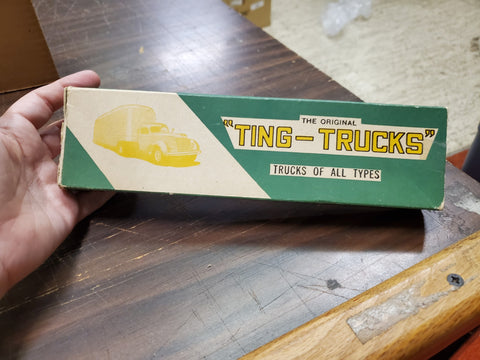 THE ORIGINAL
"TING-TRUCKS"
TRUCKS OF ALL TYPES